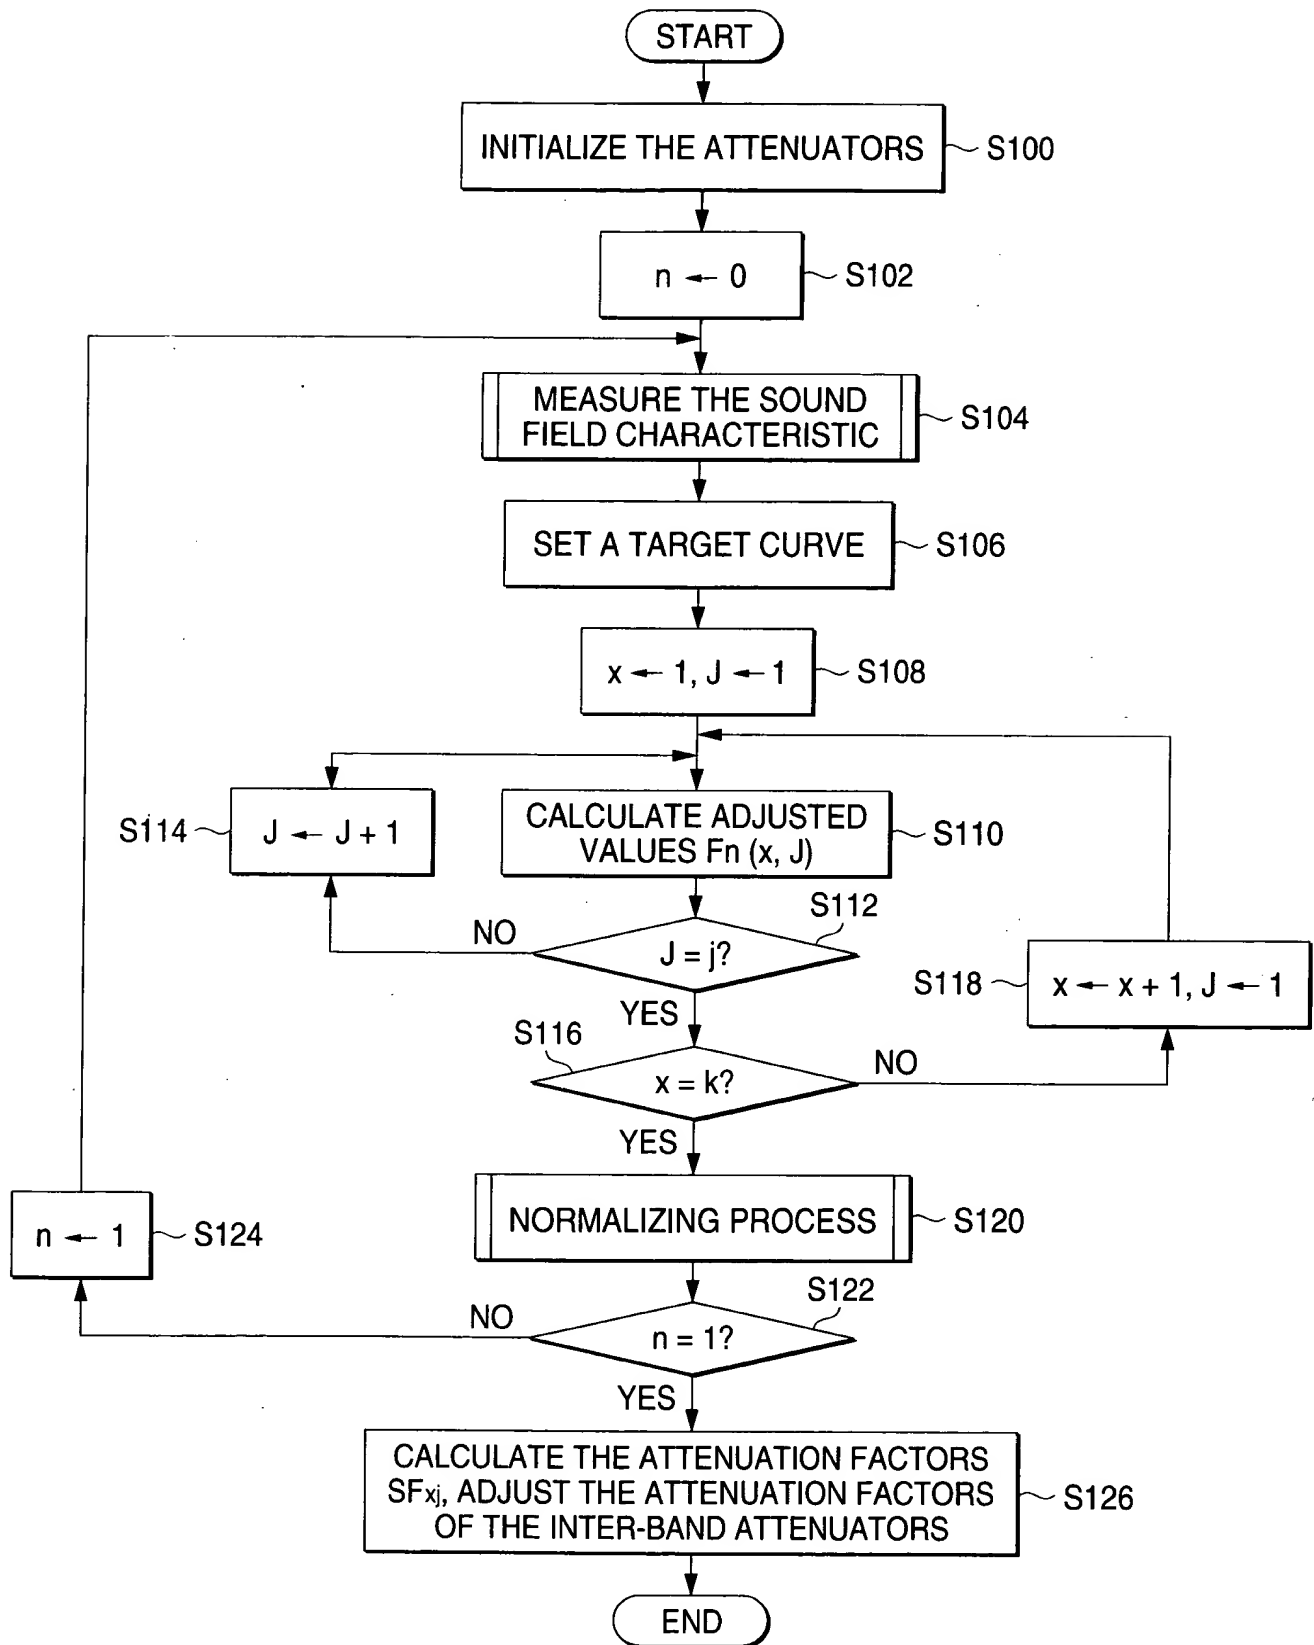 START
INITIALIZE THE ATTENUATORS
S100
n ← 0
S102
MEASURE THE SOUND
FIELD CHARACTERISTIC
S104
SET A TARGET CURVE
S106
x ← 1, J ← 1
S108
S114
J ← J + 1
CALCULATE ADJUSTED
VALUES Fn (x, J)
S110
S112
NO
J = j?
YES
S118
x ← x + 1, J ← 1
S116
x = k?
NO
YES
NORMALIZING PROCESS
S120
n ← 1
S124
S122
NO
n = 1?
YES
CALCULATE THE ATTENUATION FACTORS
SFxj, ADJUST THE ATTENUATION FACTORS
OF THE INTER-BAND ATTENUATORS
S126
END